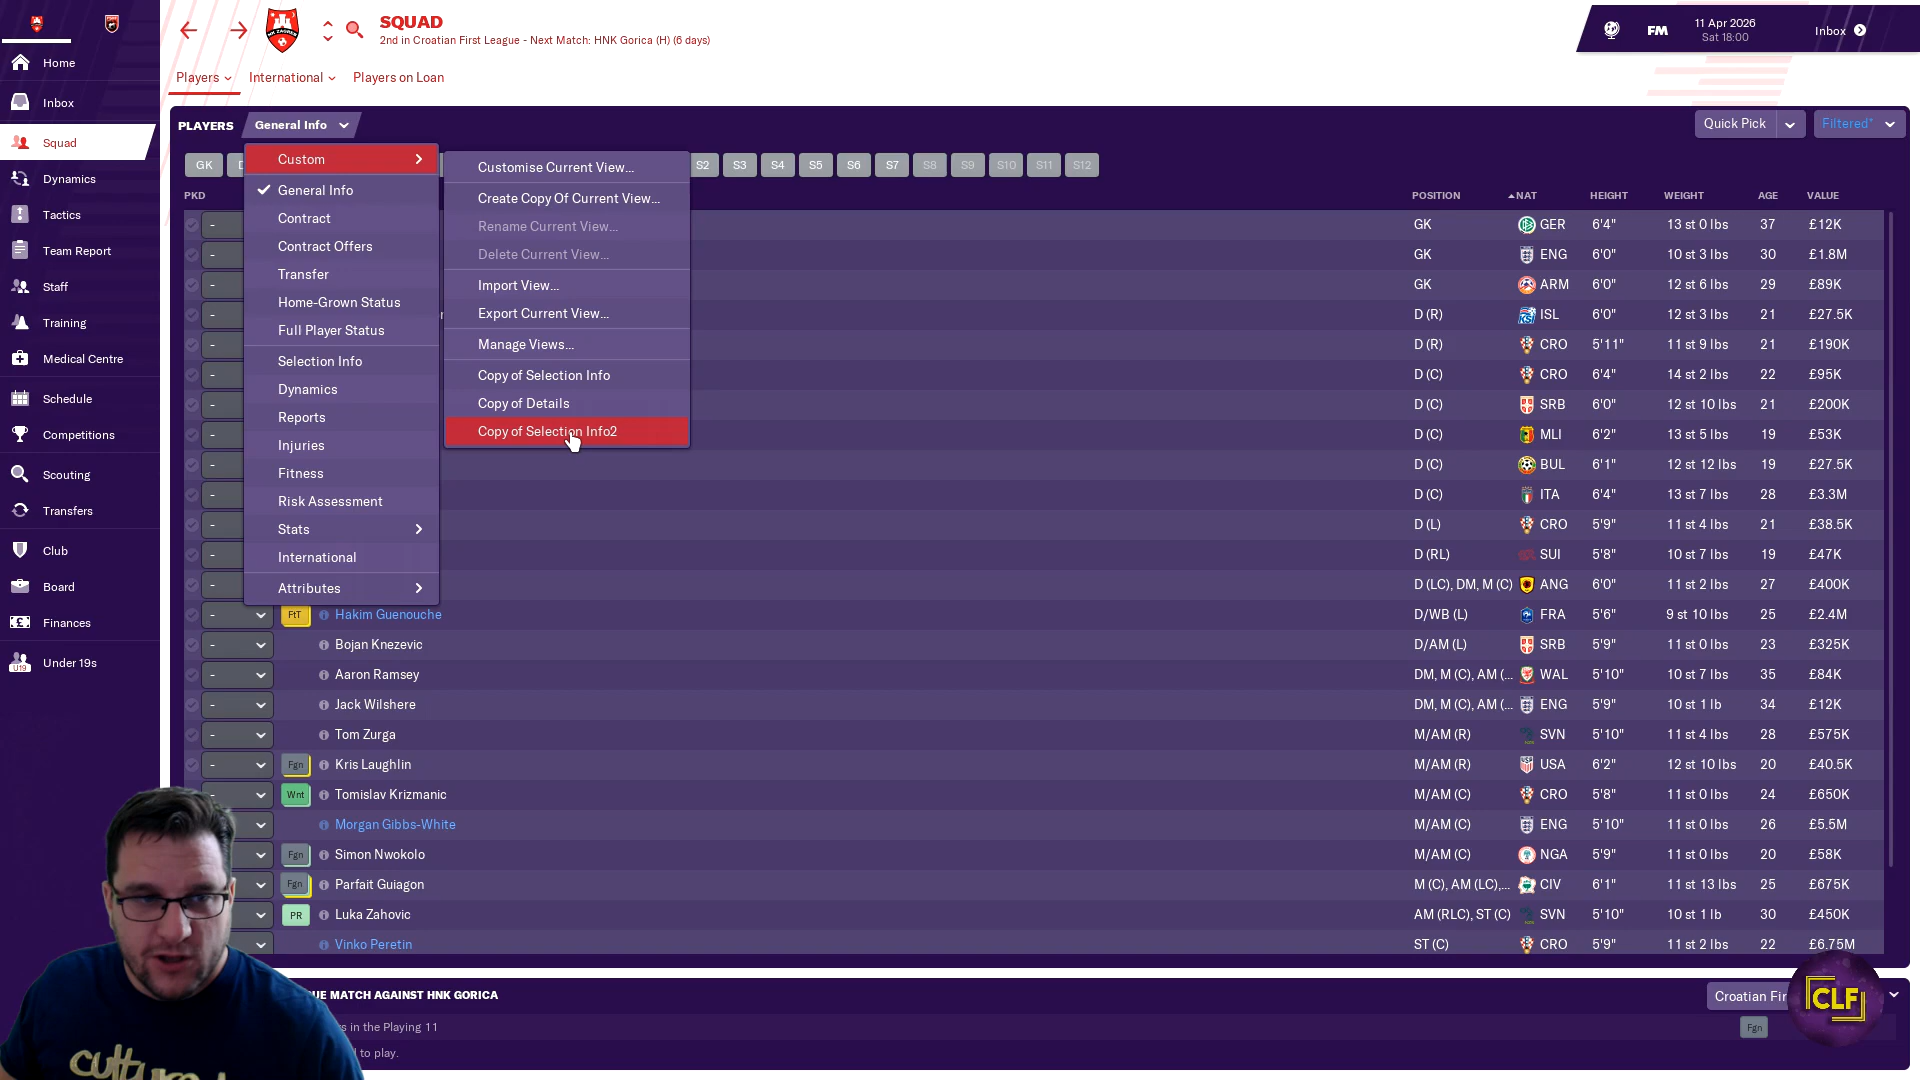 SQUAD
2nd in Croatian First League - Next Match: HNK Gorica (H) (6 days)
FM
11 Apr 2026
Sat 18:00
Inbox
Home
Inbox
Squad
Dynamics
Tactics
Team Report
Staff
Training
Medical Centre
Schedule
Competitions
Scouting
Transfers
Club
Board
Finances
U19
Under 19s
Players
International
Players on Loan
PLAYERS
General Info
Quick Pick
Filtered*
GK
S2
S3
S4
S5
S6
S7
S8
S9
S10
S11
S12
Custom
General Info
Contract
Contract Offers
Transfer
Home-Grown Status
Full Player Status
Selection Info
Dynamics
Reports
Injuries
Fitness
Risk Assessment
Stats
International
Attributes
Customise Current View...
Create Copy Of Current View...
Rename Current View...
Delete Current View...
Import View...
Export Current View...
Manage Views...
Copy of Selection Info
Copy of Details
Copy of Selection Info2
PKD POSITION NAT HEIGHT WEIGHT AGE VALUE
- GK GER 6'4" 13 st 0 lbs 37 £12K
- GK ENG 6'0" 10 st 3 lbs 30 £1.8M
- GK ARM 6'0" 12 st 6 lbs 29 £89K
- D (R) ISL 6'0" 12 st 3 lbs 21 £27.5K
- D (R) CRO 5'11" 11 st 9 lbs 21 £190K
- D (C) CRO 6'4" 14 st 2 lbs 22 £95K
- D (C) SRB 6'0" 12 st 10 lbs 21 £200K
- D (C) MLI 6'2" 13 st 5 lbs 19 £53K
- D (C) BUL 6'1" 12 st 12 lbs 19 £27.5K
- D (C) ITA 6'4" 13 st 7 lbs 28 £3.3M
- D (L) CRO 5'9" 11 st 4 lbs 21 £38.5K
- D (RL) SUI 5'8" 10 st 7 lbs 19 £47K
- D (LC), DM, M (C) ANG 6'0" 11 st 2 lbs 27 £400K
- FtT Hakim Guenouche D/WB (L) FRA 5'6" 9 st 10 lbs 25 £2.4M
- Bojan Knezevic D/AM (L) SRB 5'9" 11 st 0 lbs 23 £325K
- Aaron Ramsey DM, M (C), AM (... WAL 5'10" 10 st 7 lbs 35 £84K
- Jack Wilshere DM, M (C), AM (... ENG 5'9" 10 st 1 lb 34 £12K
- Tom Zurga M/AM (R) SVN 5'10" 11 st 4 lbs 28 £575K
- Fgn Kris Laughlin M/AM (R) USA 6'2" 12 st 10 lbs 20 £40.5K
- Wnt Tomislav Krizmanic M/AM (C) CRO 5'8" 11 st 0 lbs 24 £650K
Morgan Gibbs-White M/AM (C) ENG 5'10" 11 st 0 lbs 26 £5.5M
Fgn Simon Nwokolo M/AM (C) NGA 5'9" 11 st 0 lbs 20 £58K
Fgn Parfait Guiagon M (C), AM (LC),... CIV 6'1" 11 st 13 lbs 25 £675K
PR Luka Zahovic AM (RLC), ST (C) SVN 5'10" 10 st 1 lb 30 £450K
Vinko Peretin ST (C) CRO 5'9" 11 st 2 lbs 22 £6.75M
MATCH AGAINST HNK GORICA
Croatian Fir
CLF
in the Playing 11
Fgn
to play.